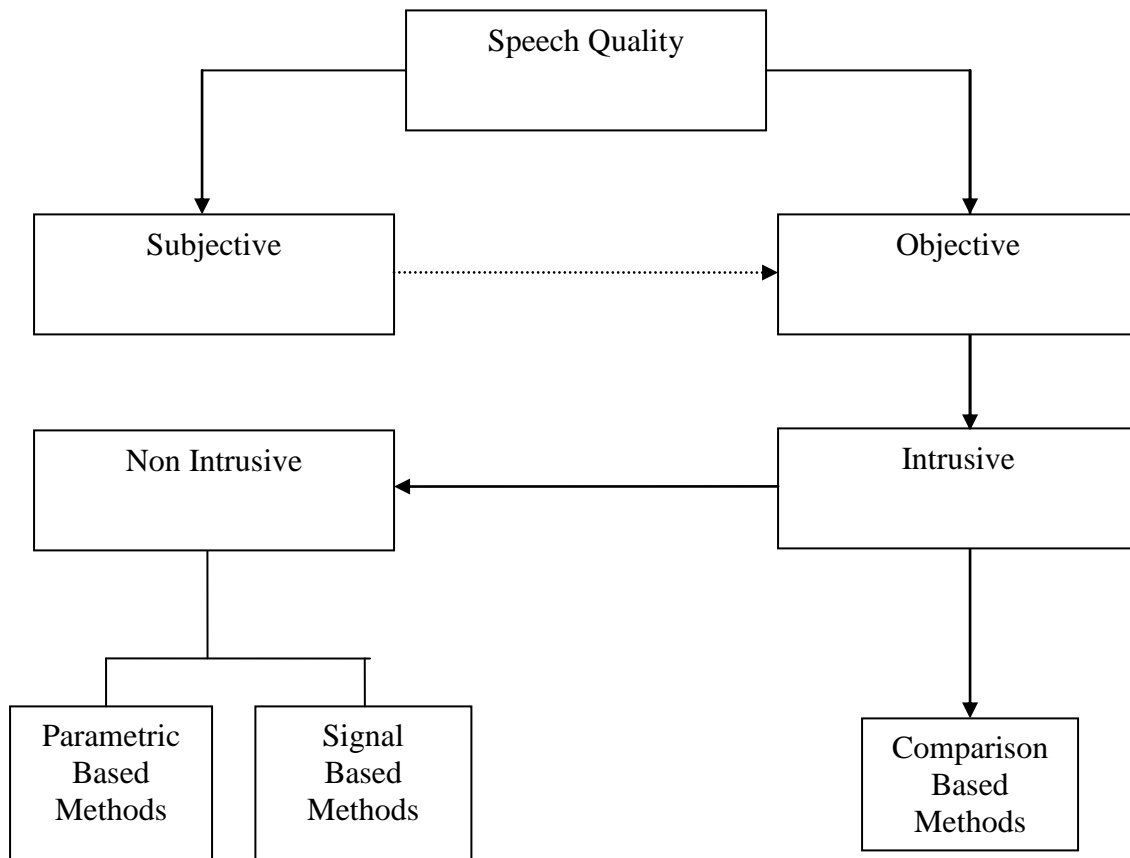 Speech Quality
Subjective
Objective
Non Intrusive
Intrusive
Parametric
Based
Methods
Signal
Based
Methods
Comparison
Based
Methods